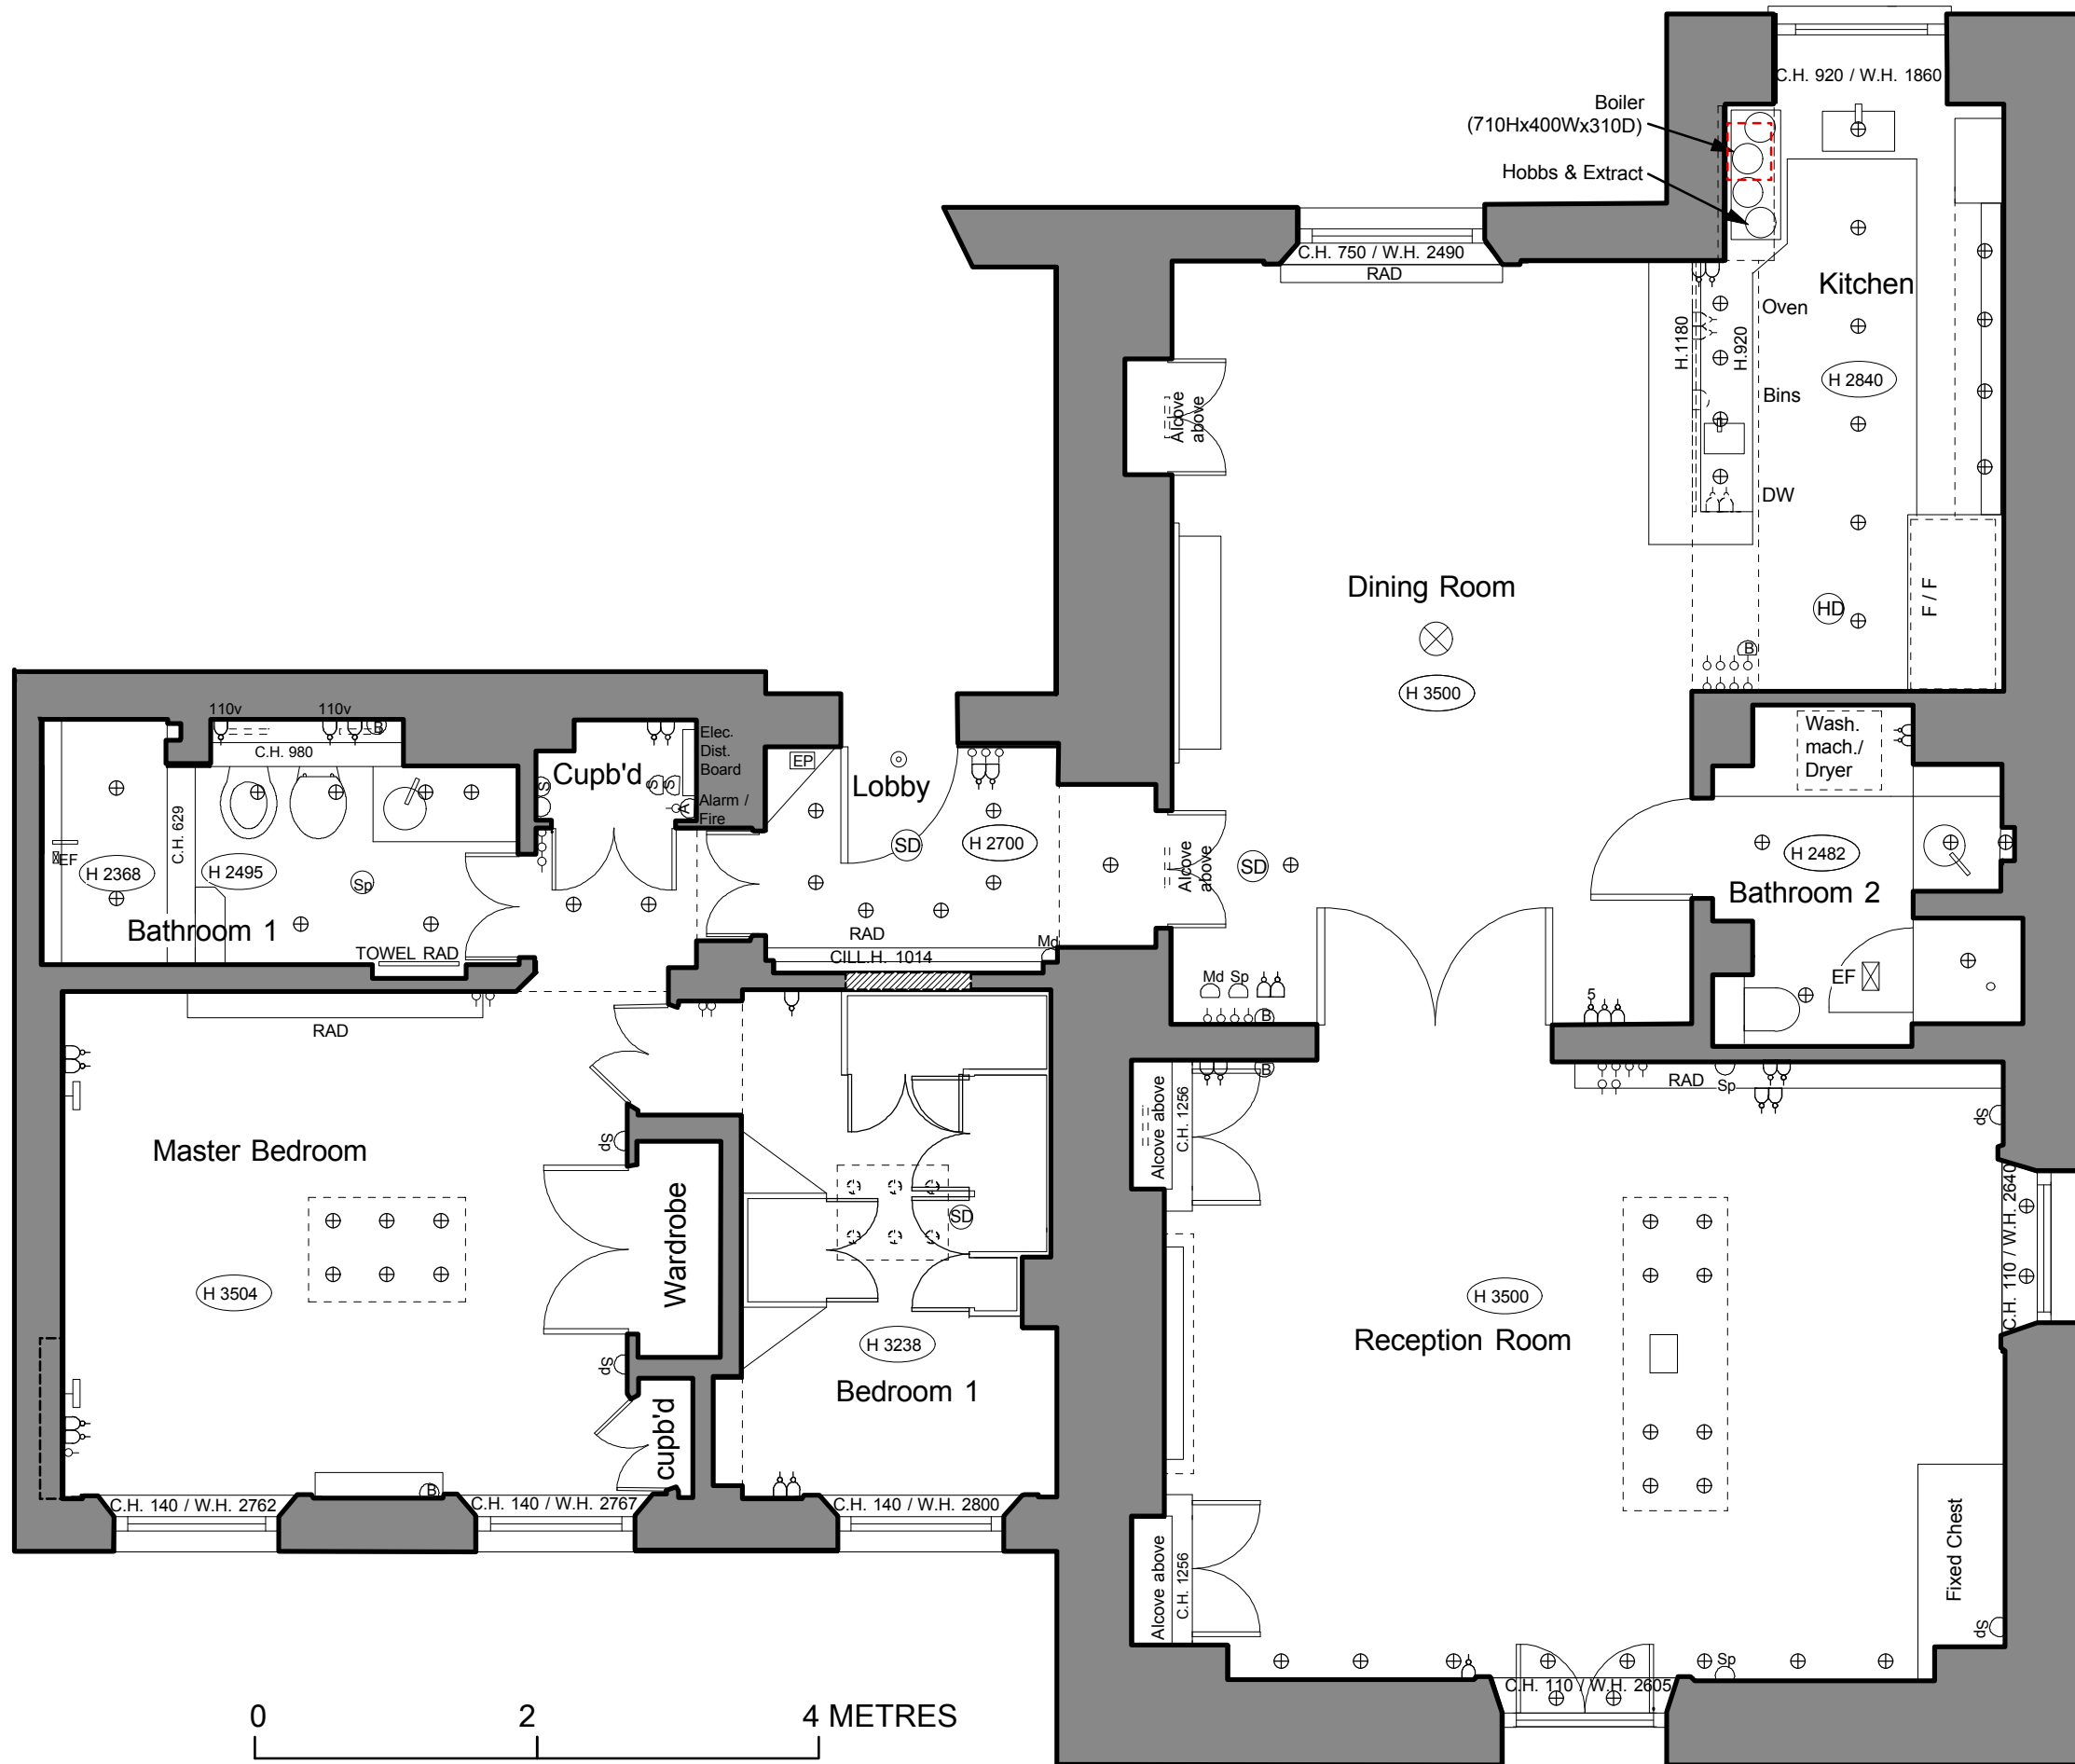 C.H. 920 / W.H. 1860
Boiler
(710Hx400Wx310D)
Hobbs & Extract
C.H. 750 / W.H. 2490
RAD
Kitchen
Oven
H.1180
H.920
H 2840
Bins
Alcove
above
DW
Dining Room
HD
F / F
B
H 3500
110v
110v
B
C.H. 980
Elec.
Dist.
Board
Alarm /
Fire
Cupb'd
S
S
S
A
EP
Lobby
SD
H 2700
Alcove
above
SD
Wash.
mach./
Dryer
H 2482
Bathroom 2
EF
C.H. 629
EF
H 2368
H 2495
Sp
Bathroom 1
TOWEL RAD
RAD
CILL.H. 1014
Md
Md
Sp
B
5
RAD
Master Bedroom
Sp
Wardrobe
SD
H 3504
Sp
H 3238
Bedroom 1
cupb'd
B
C.H. 140 / W.H. 2762
C.H. 140 / W.H. 2767
C.H. 140 / W.H. 2800
B
RAD
Sp
Sp
Alcove above
C.H. 1256
C.H. 110 / W.H. 2640
H 3500
Reception Room
Alcove above
C.H. 1256
Fixed Chest
Sp
Sp
C.H. 110 / W.H. 2605
0
2
4 METRES